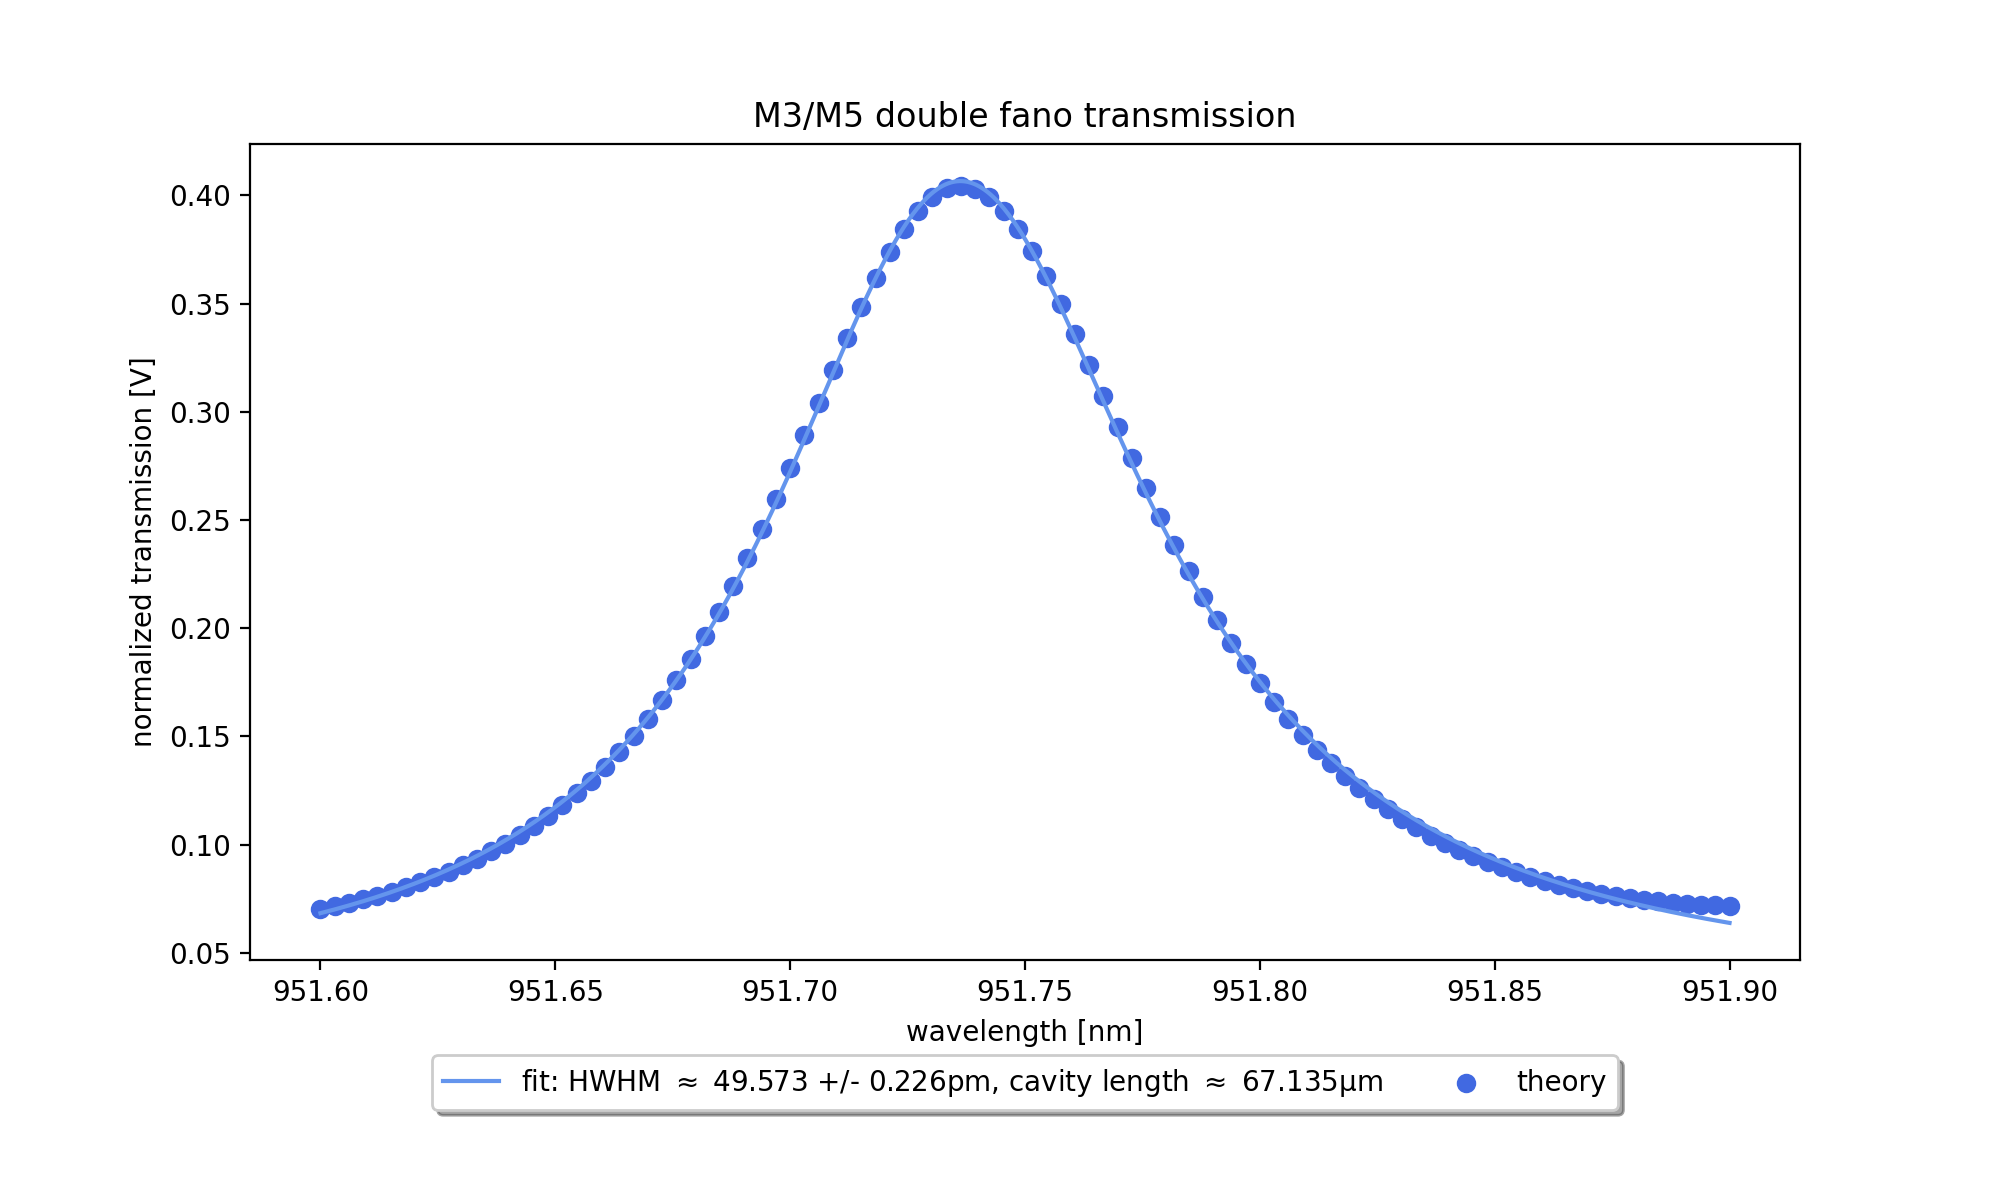 M3/M5 double fano transmission
normalized transmission [V]
0.40
0.35
0.30
0.25
0.20
0.15
0.10
0.05
951.60 951.65 951.70 951.75 951.80 951.85 951.90
wavelength [nm]
fit: HWHM ≈ 49.573 +/- 0.226pm, cavity length ≈ 67.135μm theory